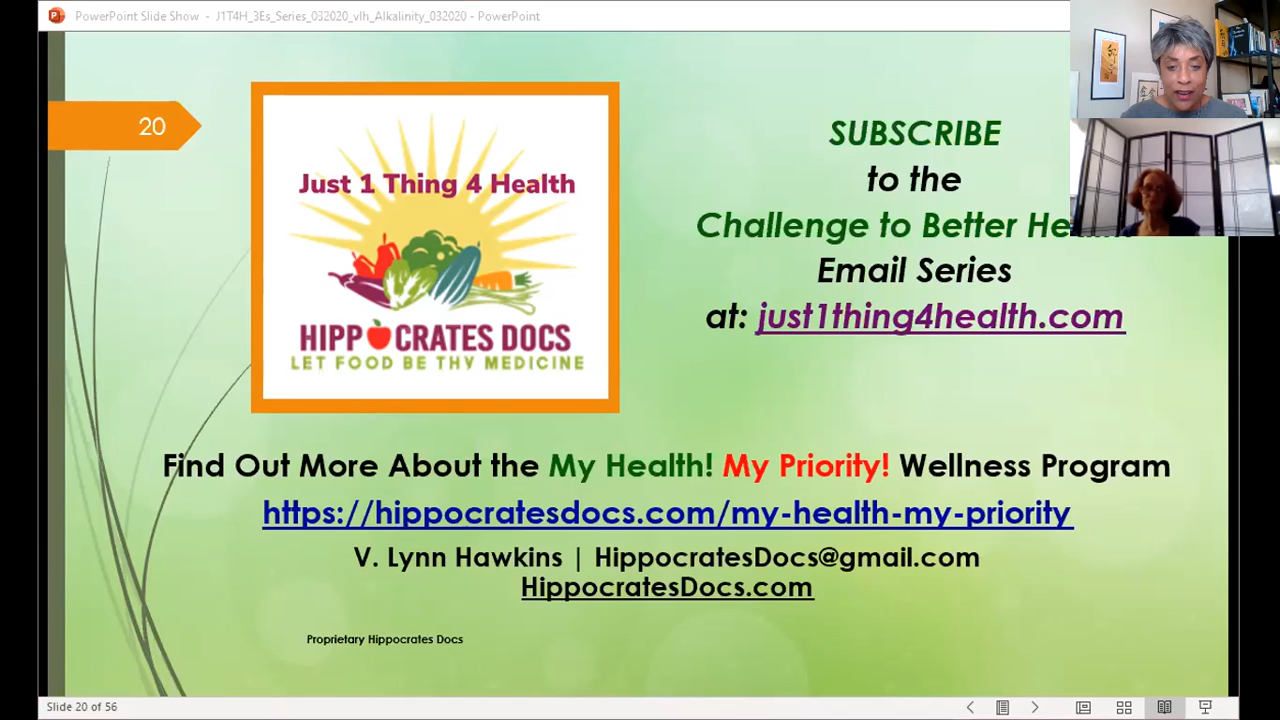 PowerPoint Slide Show - J1T4H_3Es_Series_032020_vlh_Alkalinity_032020 - PowerPoint
20
Just 1 Thing 4 Health
HIPPOCRATES DOCS
LET FOOD BE THY MEDICINE
SUBSCRIBE
to the
Challenge to Better
Email Series
at: just1thing4health.com
Find Out More About the My Health! My Priority! Wellness Program
https://hippocratesdocs.com/my-health-my-priority
V. Lynn Hawkins | HippocratesDocs@gmail.com
HippocratesDocs.com
Proprietary Hippocrates Docs
Slide 20 of 56